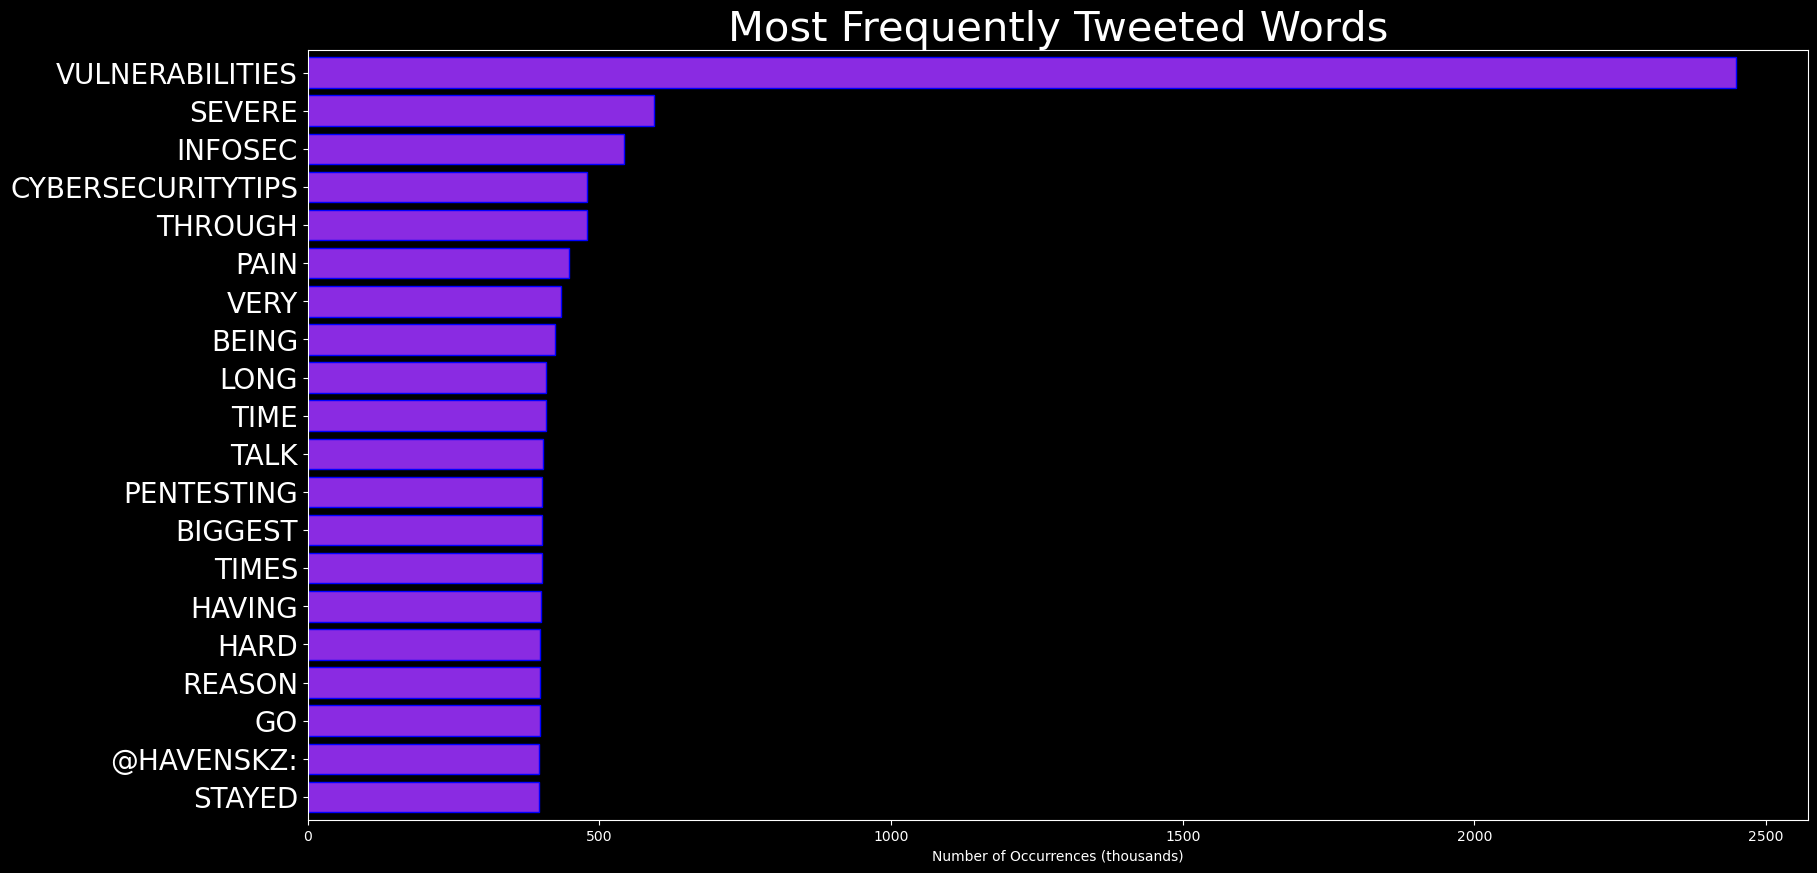 Most Frequently Tweeted Words
VULNERABILITIES
SEVERE
INFOSEC
CYBERSECURITYTIPS
THROUGH
PAIN
VERY
BEING
LONG
TIME
TALK
PENTESTING
BIGGEST
TIMES
HAVING
HARD
REASON
GO
@HAVENSKZ:
STAYED
0 500 1000 1500 2000 2500
Number of Occurrences (thousands)